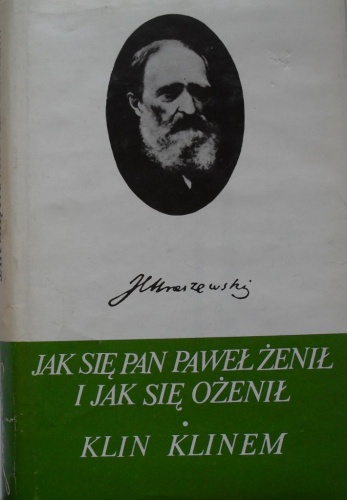 JIKraszewski
JAK SIĘ PAN PAWEŁ ŻENIŁ
I JAK SIĘ OŻENIŁ
•
KLIN KLINEM